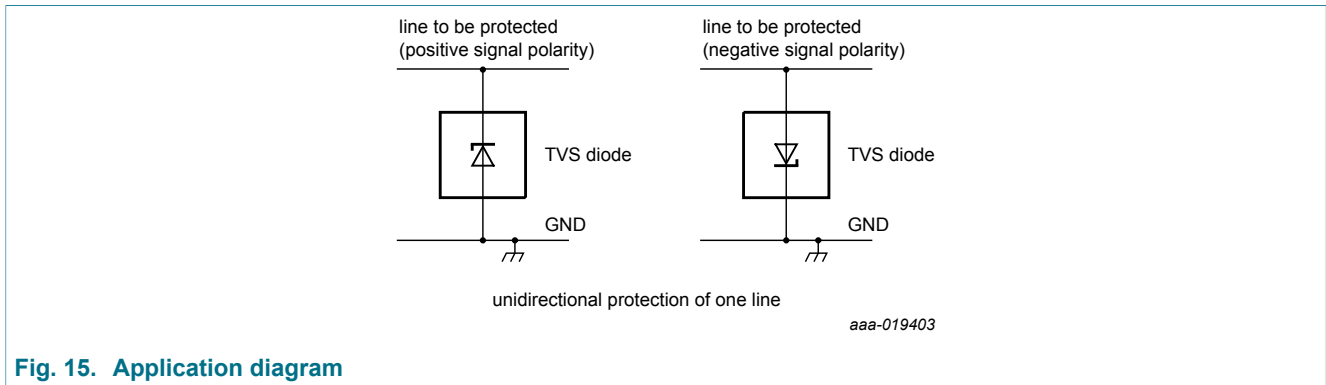 line to be protected
(positive signal polarity)
TVS diode
GND
line to be protected
(negative signal polarity)
TVS diode
GND
unidirectional protection of one line
aaa-019403
Fig. 15. Application diagram